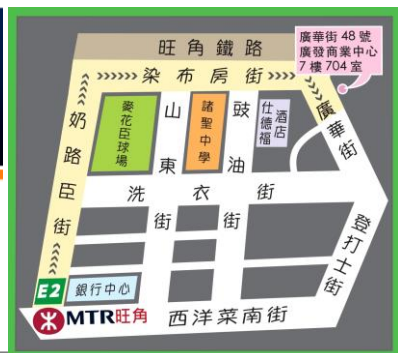 旺角鐵路
廣華街 48 號
廣發商業中心
7 樓 704 室
染布房街
奶路臣街
麥花臣球場
山東街
諸聖中學
豉油街
仕德福酒店
廣華街
洗衣街
登打士街
E2
銀行中心
MTR旺角
西洋菜南街